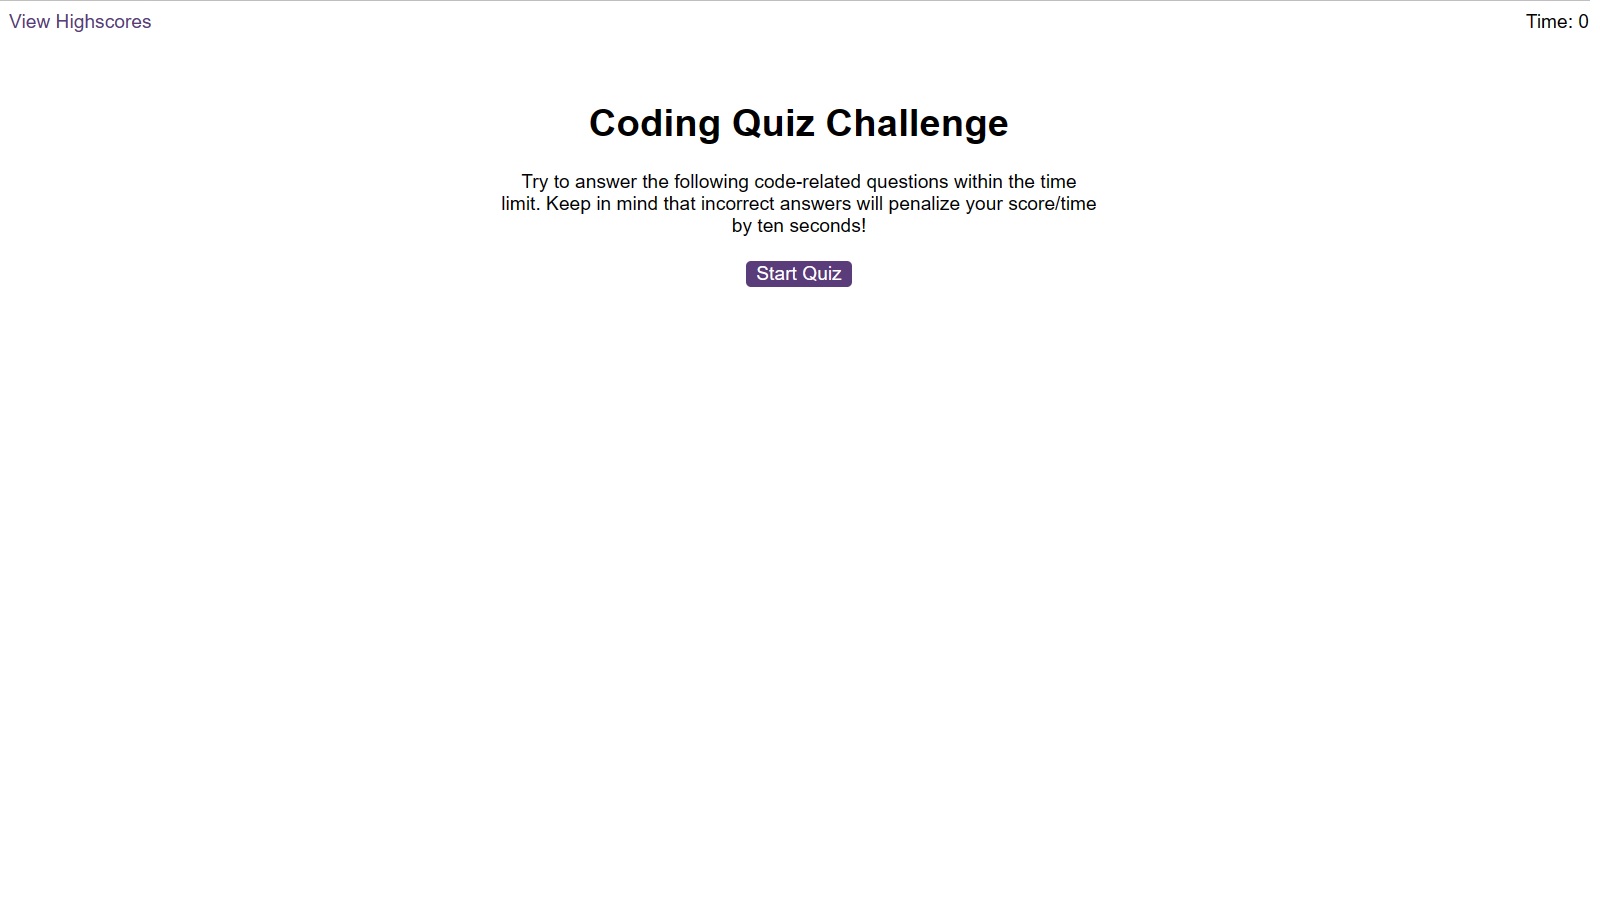 View Highscores
Time: 0
Coding Quiz Challenge
Try to answer the following code-related questions within the time
limit. Keep in mind that incorrect answers will penalize your score/time
by ten seconds!
Start Quiz